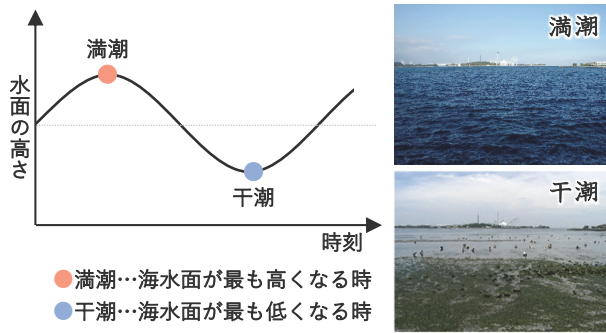 満潮
水面の高さ
干潮
時刻
満潮…海水面が最も高くなる時
干潮…海水面が最も低くなる時
満潮
干潮